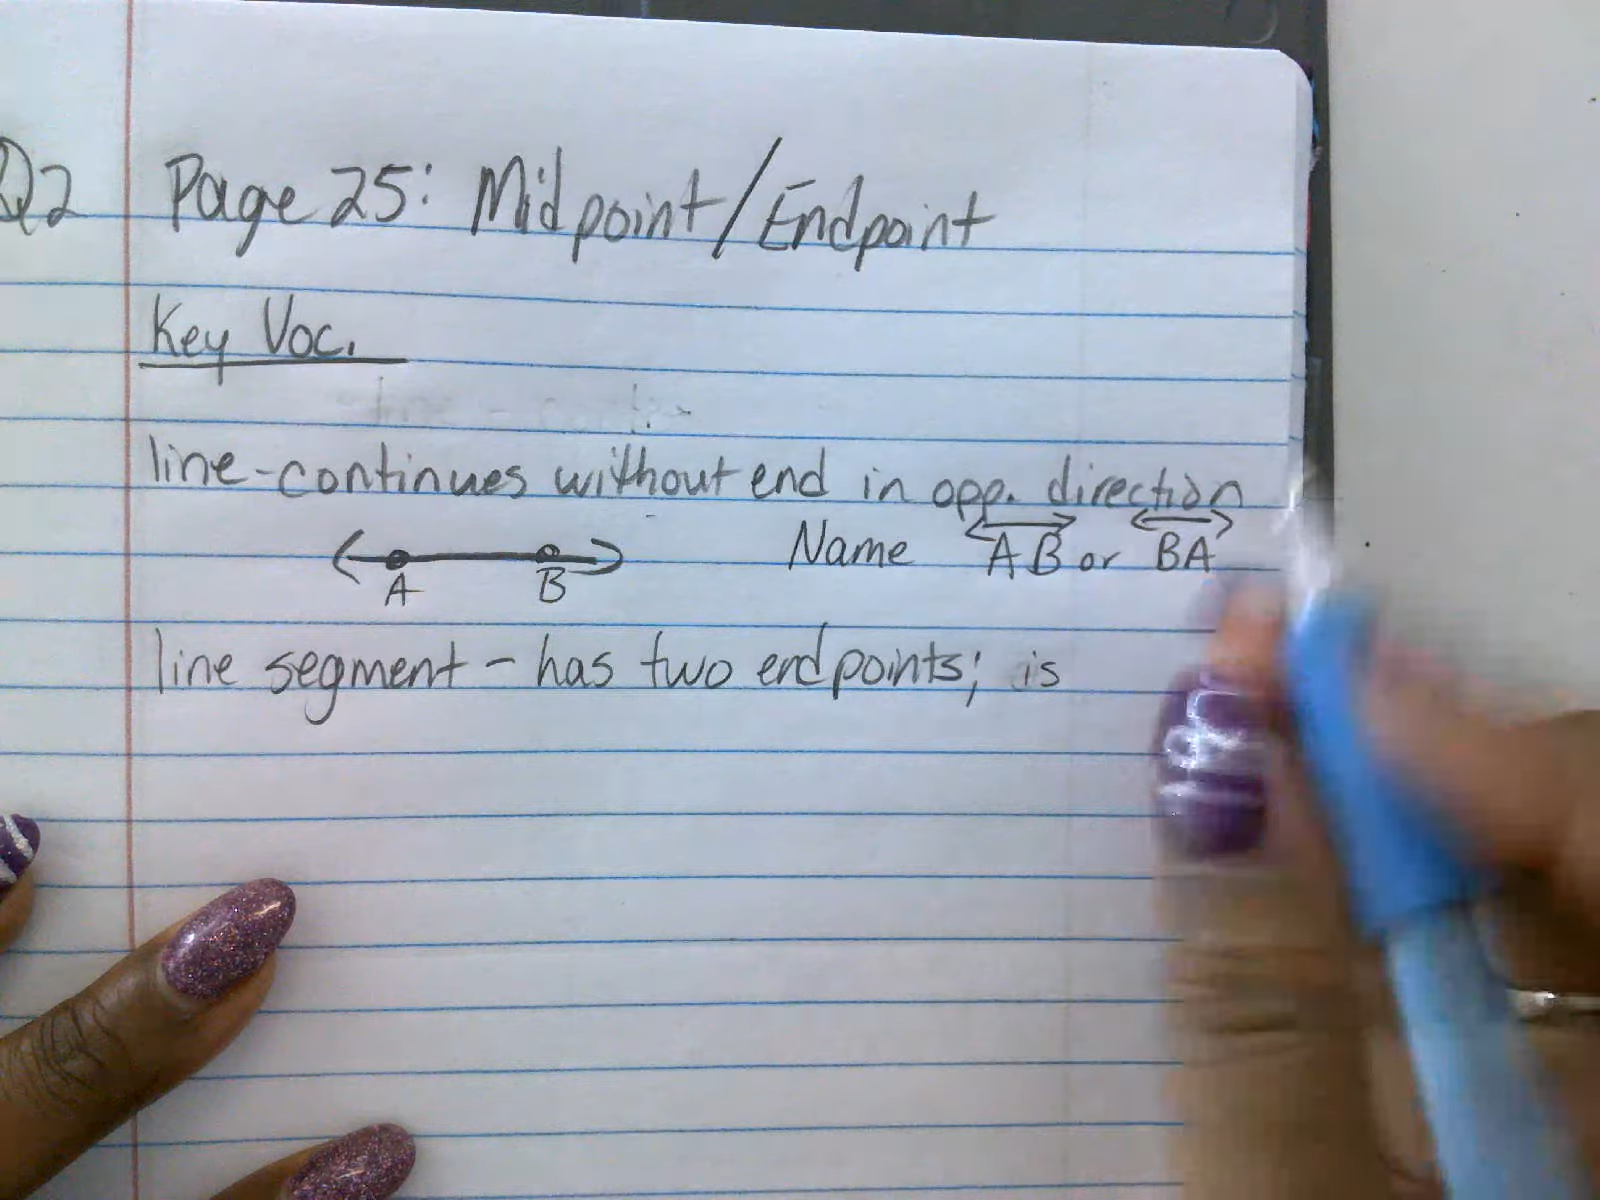 Q2 Page 25: Midpoint/Endpoint
Key Voc.
line-continues without end in opp. direction
A B Name AB or BA
line segment - has two endpoints; is